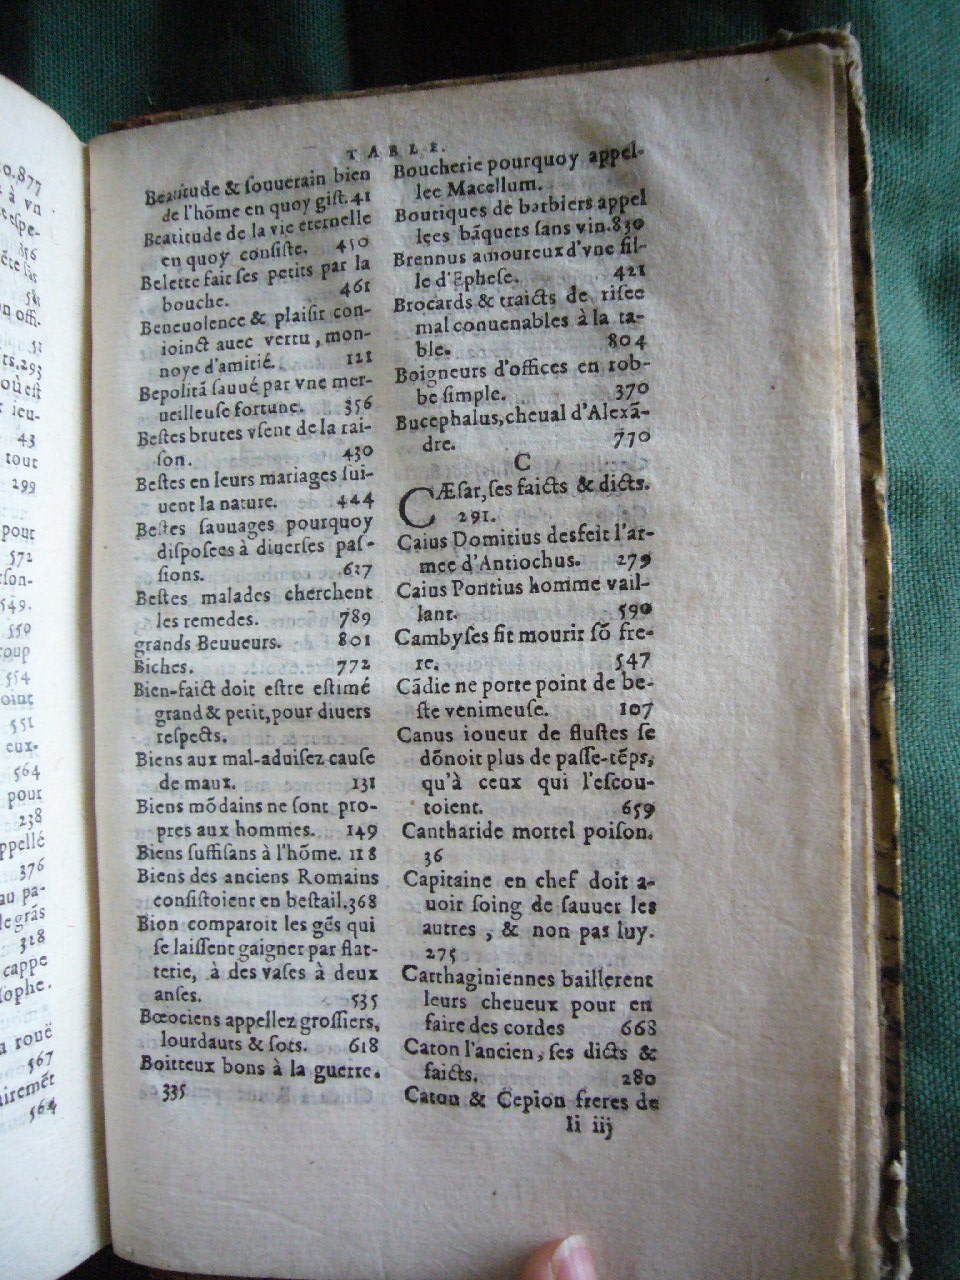 TABLE.
Beatitude & souuerain bien
de l'hõme en quoy gist. 41
Beatitude de la vie eternelle
en quoy consiste. 450
Belette fait ses petits par la
bouche. 461
Beneuolence & plaisir con-
ioinct auec vertu, mon-
noye d'amitié. 121
Bepolitã sauué par vne mer-
ueilleuse fortune. 356
Bestes brutes vsent de la rai-
son. 430
Bestes en leurs mariages sui-
uent la nature. 444
Bestes sauuages pourquoy
disposees à diuerses pas-
sions. 627
Bestes malades cherchent
les remedes. 789
grands Beuueurs. 801
Biches. 772
Bien-faict doit estre estimé
grand & petit, pour diuers
respects.
Biens aux mal-aduisez cause
de maux. 131
Biens mõdains ne sont pro-
pres aux hommes. 149
Biens suffisans à l'hõme. 118
Biens des anciens Romains
consistoient en bestail. 368
Bion comparoit les gẽs qui
se laissent gaigner par flat-
terie, à des vases à deux
anses. 535
Bœociens appellez grossiers,
lourdauts & sots. 618
Boitteux bons à la guerre.
335
Boucherie pourquoy appel-
lee Macellum.
Boutiques de barbiers appel
lees bãquets sans vin. 830
Brennus amoureux d'vne fil-
le d'Ephese. 421
Brocards & traicts de risee
mal conuenables à la ta-
ble. 804
Boigneurs d'offices en rob-
be simple. 370
Bucephalus, cheual d'Alexã-
dre. 770
C
CÆsar, ses faicts & dicts.
291.
Caius Domitius desfeit l'ar-
mee d'Antiochus. 279
Caius Pontius homme vail-
lant. 590
Cambyses fit mourir sõ fre-
re. 547
Cãdie ne porte point de be-
ste venimeuse. 107
Canus ioueur de flustes se
dõnoit plus de passe-tẽps,
qu'à ceux qui l'escou-
toient. 659
Cantharide mortel poison.
36
Capitaine en chef doit a-
uoir soing de sauuer les
autres, & non pas luy.
275
Carthaginiennes baillerent
leurs cheueux pour en
faire des cordes 668
Caton l'ancien, ses dicts &
faicts. 280
Caton & Cepion freres de
Ii iij